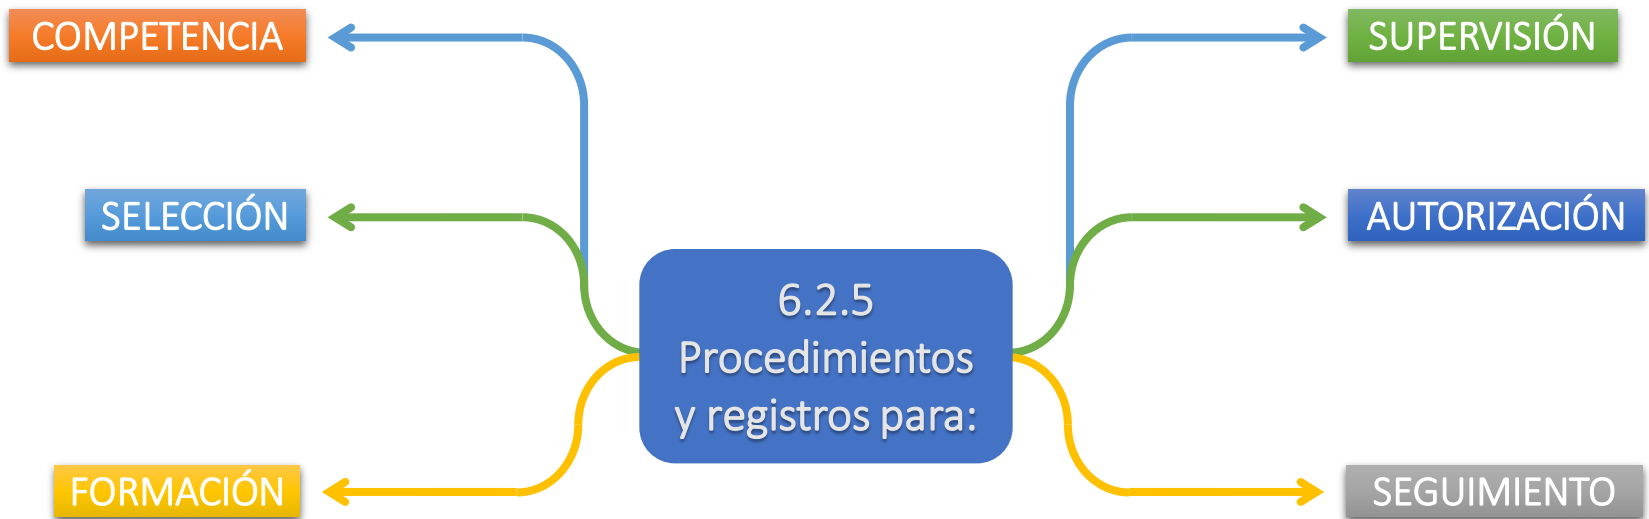 COMPETENCIA
SUPERVISIÓN
SELECCIÓN
AUTORIZACIÓN
6.2.5
Procedimientos
y registros para:
FORMACIÓN
SEGUIMIENTO